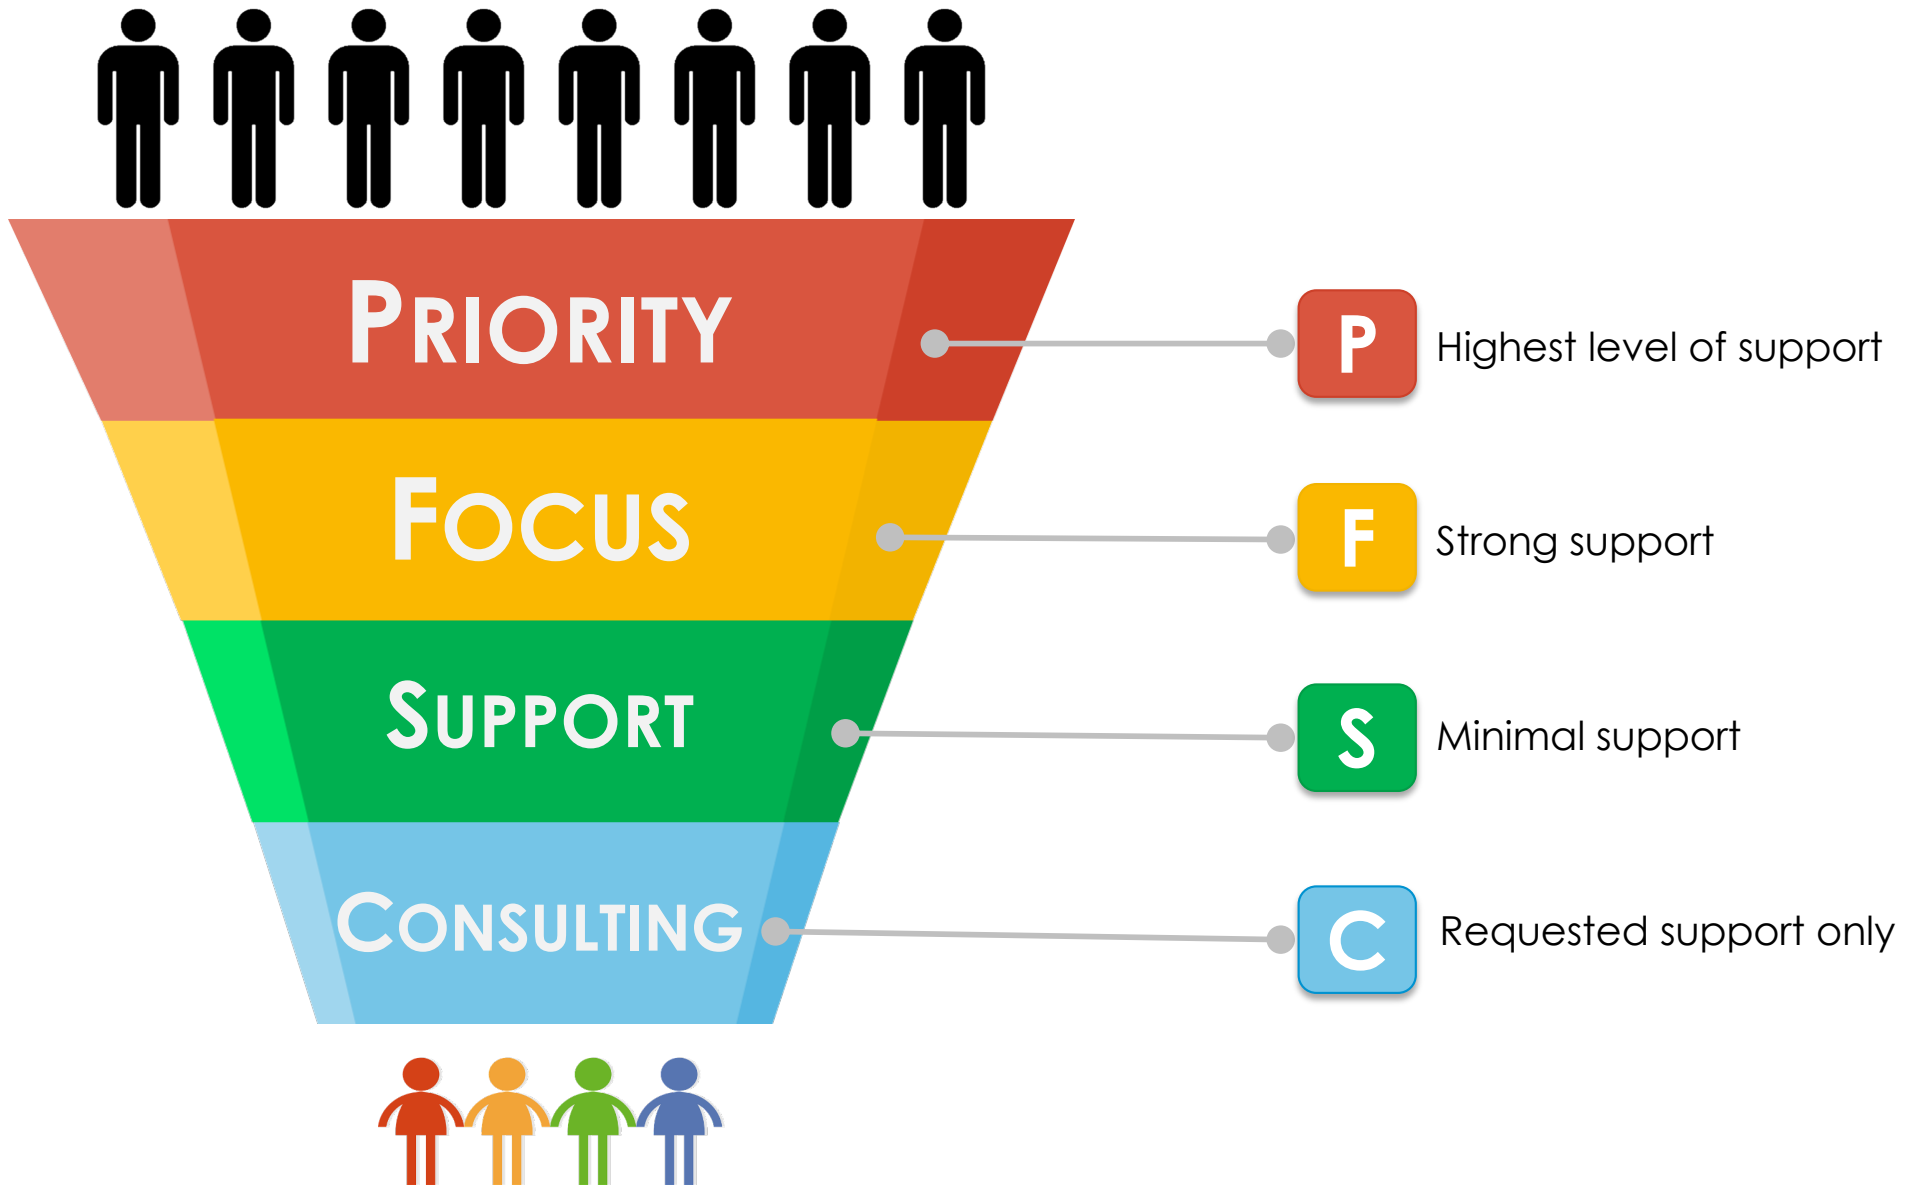 PRIORITY
P
Highest level of support
FOCUS
F
Strong support
SUPPORT
S
Minimal support
CONSULTING
C
Requested support only